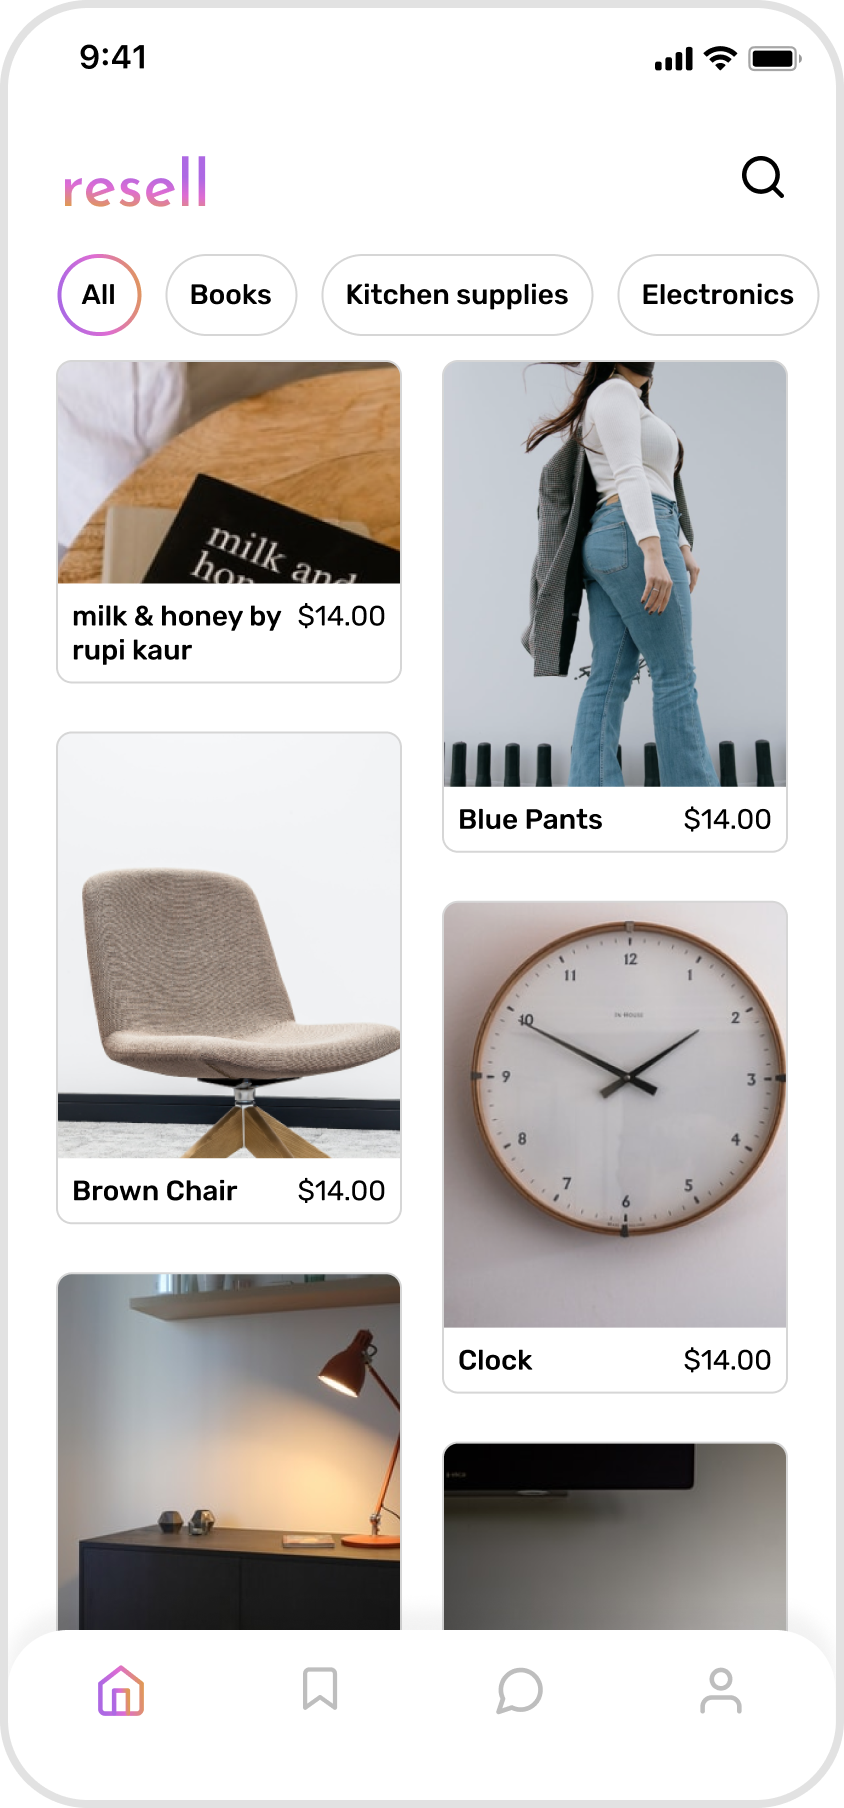 9:41
resell
All
Books
Kitchen supplies
Electronics
milk and
milk & honey by $14.00
rupi kaur
Blue Pants $14.00
12
11 1
10 2
9 3
8 4
7 5
6
Brown Chair $14.00
Clock $14.00